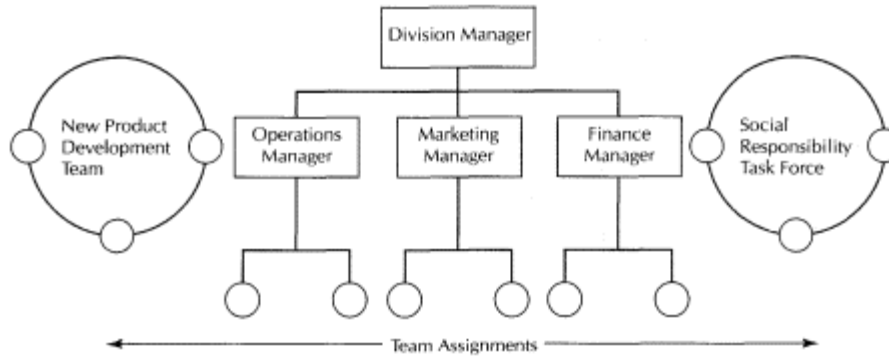 Division Manager
New Product
Development
Team
Operations
Manager
Marketing
Manager
Finance
Manager
Social
Responsibility
Task Force
Team Assignments